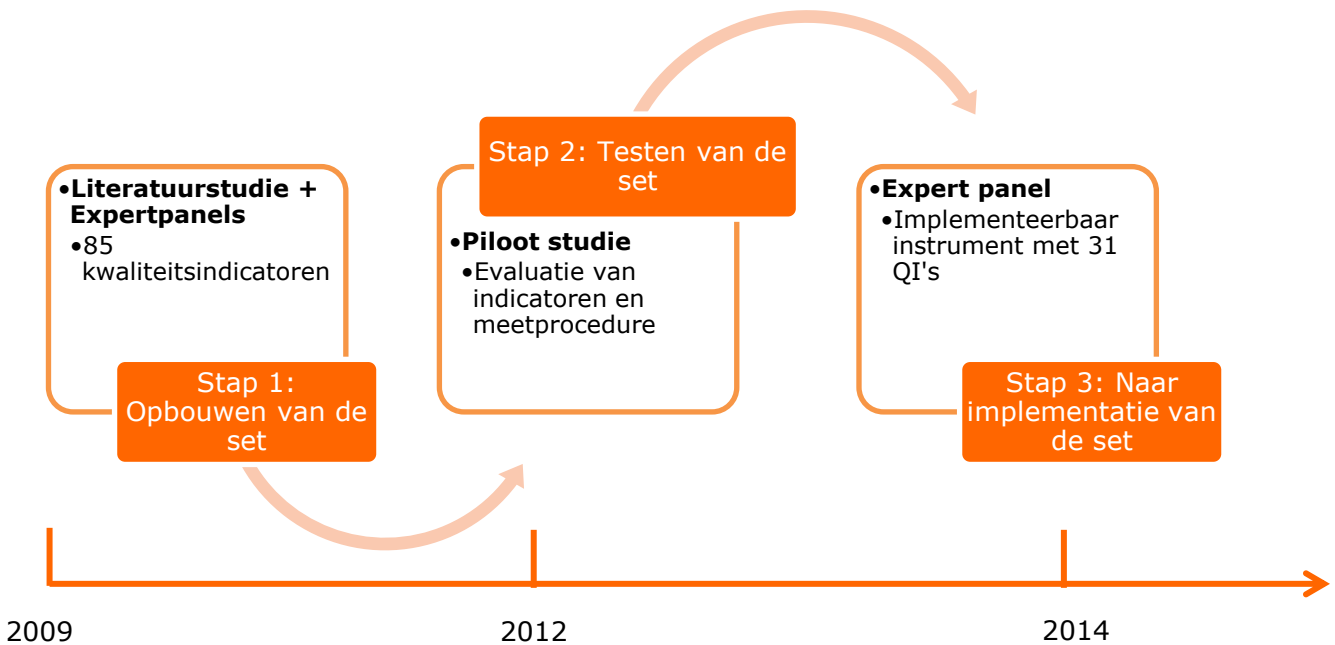 •Literatuurstudie +
Expertpanels
•85
kwaliteitsindicatoren
Stap 1:
Opbouwen van de
set
Stap 2: Testen van de
set
•Piloot studie
•Evaluatie van
indicatoren en
meetprocedure
•Expert panel
•Implementeerbaar
instrument met 31
QI's
Stap 3: Naar
implementatie van
de set
2009
2012
2014